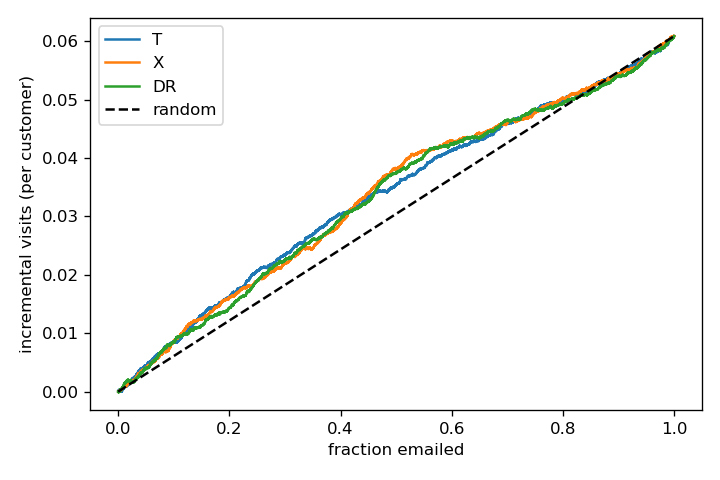 T
X
DR
random
incremental visits (per customer)
0.06
0.05
0.04
0.03
0.02
0.01
0.00
0.0 0.2 0.4 0.6 0.8 1.0
fraction emailed